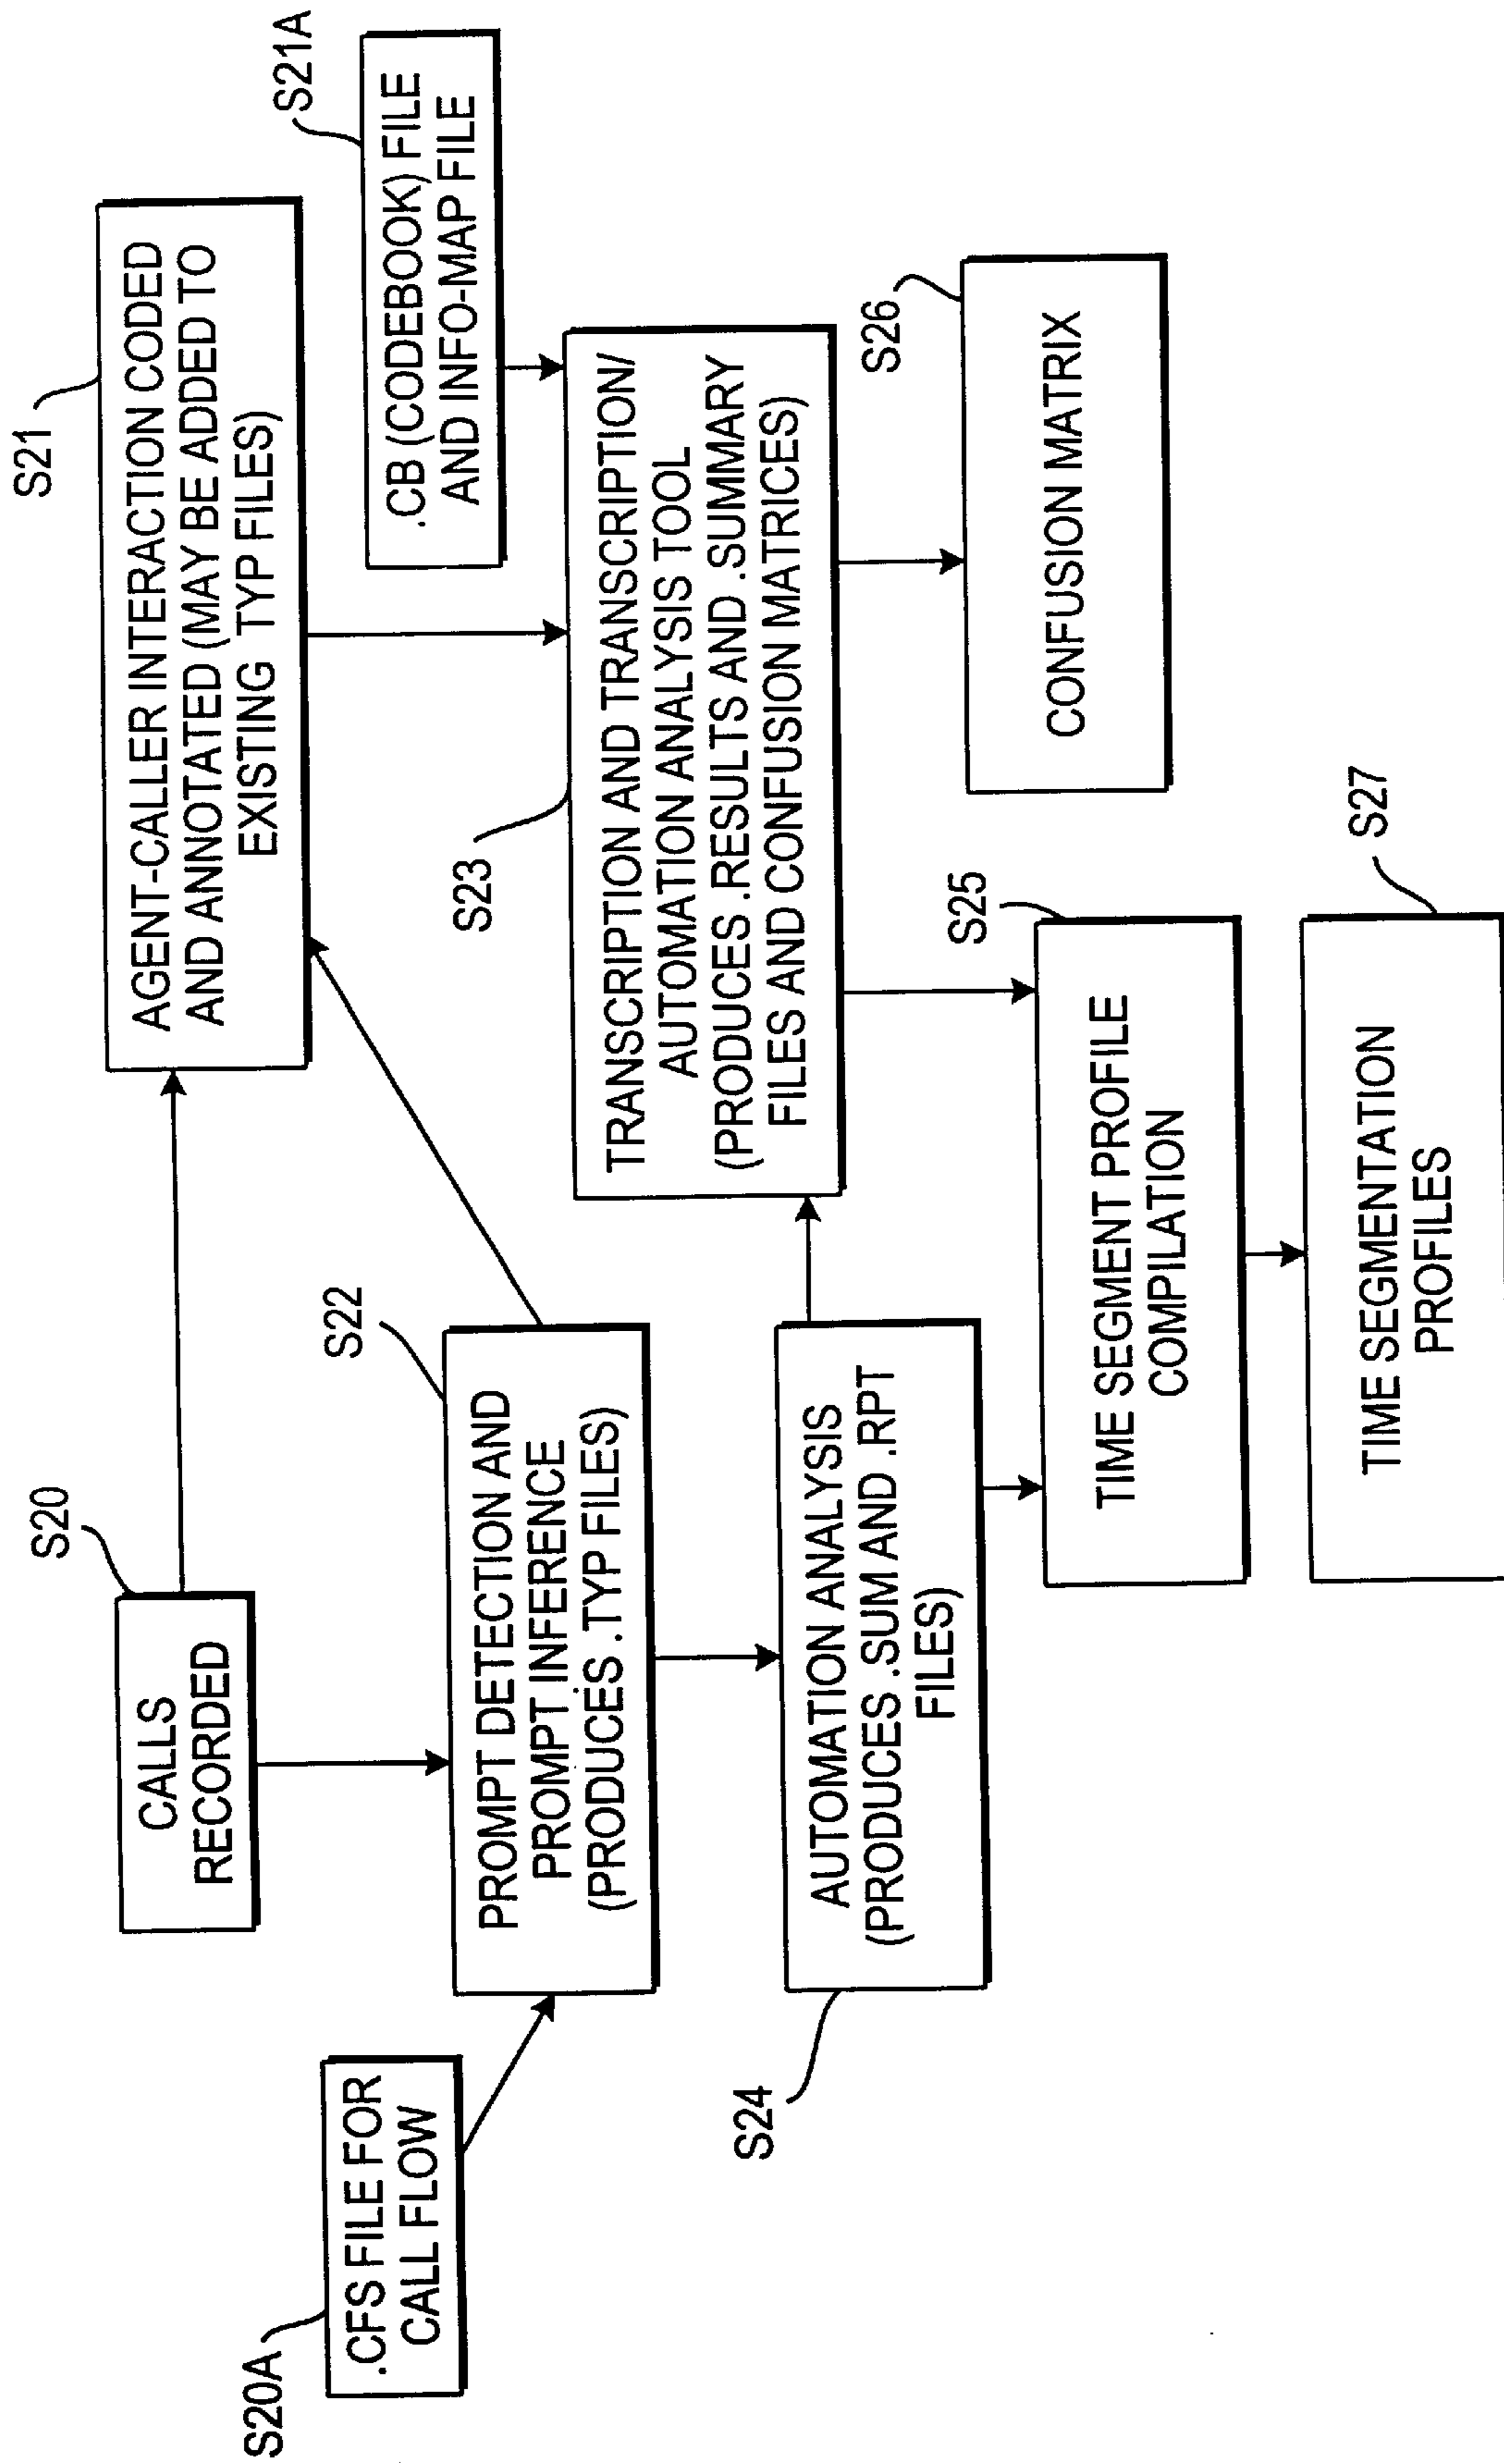 S20
CALLS
RECORDED
S21
AGENT-CALLER INTERACTION CODED
AND ANNOTATED (MAY BE ADDED TO
EXISTING TYP FILES)
S20A
.CFS FILE FOR
CALL FLOW
S22
PROMPT DETECTION AND
PROMPT INFERENCE
(PRODUCES .TYP FILES)
S21A
.CB (CODEBOOK) FILE
AND INFO-MAP FILE
S23
TRANSCRIPTION AND TRANSCRIPTION/
AUTOMATION ANALYSIS TOOL
(PRODUCES .RESULTS AND .SUMMARY
FILES AND CONFUSION MATRICES)
S24
AUTOMATION ANALYSIS
(PRODUCES .SUM AND .RPT
FILES)
S25
TIME SEGMENT PROFILE
COMPILATION
S26
CONFUSION MATRIX
S27
TIME SEGMENTATION
PROFILES